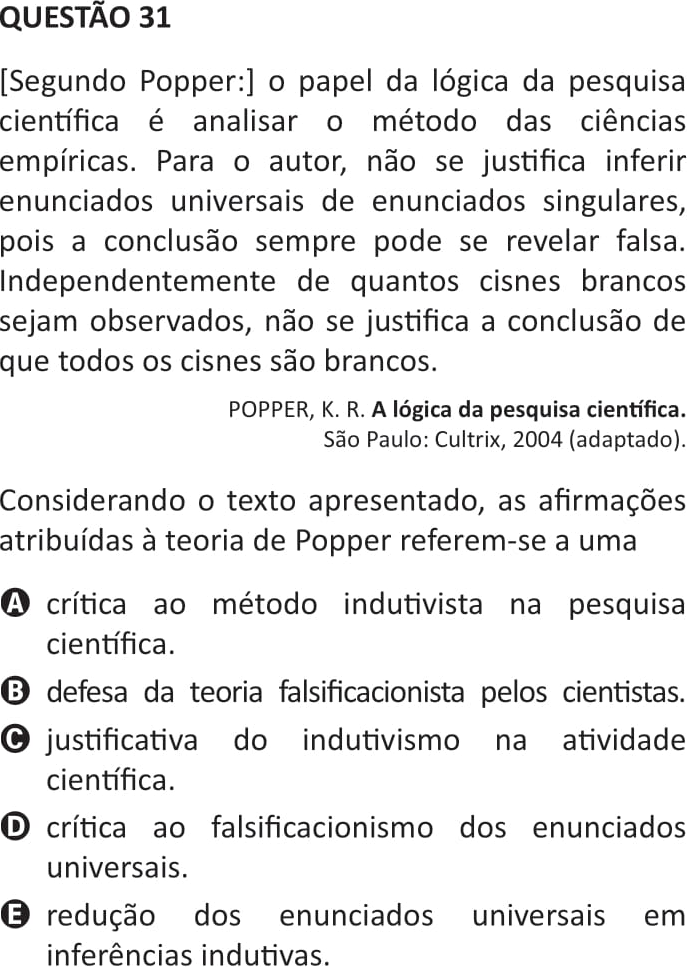 QUESTÃO 31
[Segundo Popper:] o papel da lógica da pesquisa
científica é analisar o método das ciências
empíricas. Para o autor, não se justifica inferir
enunciados universais de enunciados singulares,
pois a conclusão sempre pode se revelar falsa.
Independentemente de quantos cisnes brancos
sejam observados, não se justifica a conclusão de
que todos os cisnes são brancos.
POPPER, K. R. A lógica da pesquisa científica.
São Paulo: Cultrix, 2004 (adaptado).
Considerando o texto apresentado, as afirmações
atribuídas à teoria de Popper referem-se a uma
A crítica ao método indutivista na pesquisa
científica.
B defesa da teoria falsificacionista pelos cientistas.
C justificativa do indutivismo na atividade
científica.
D crítica ao falsificacionismo dos enunciados
universais.
E redução dos enunciados universais em
inferências indutivas.